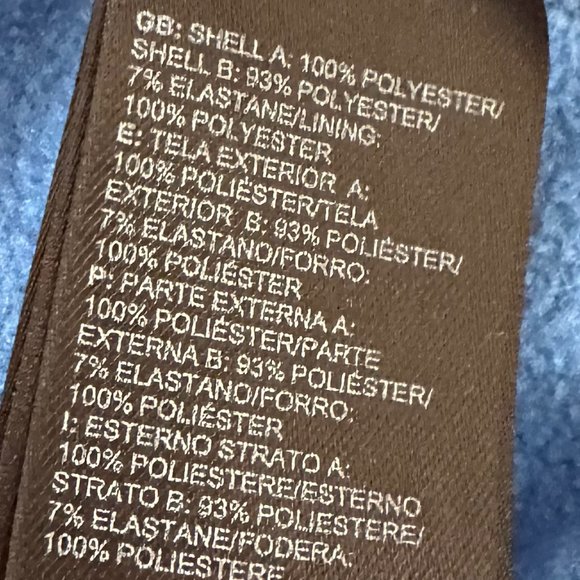 GB: SHELL A: 100% POLYESTER/
SHELL B: 93% POLYESTER/
7% ELASTANE/LINING:
100% POLYESTER
E: TELA EXTERIOR A:
100% POLIÉSTER/TELA
EXTERIOR B: 93% POLIÉSTER/
7% ELASTANO/FORRO:
100% POLIÉSTER
P: PARTE EXTERNA A:
100% POLIÉSTER/PARTE
EXTERNA B: 93% POLIÉSTER/
7% ELASTANO/FORRO:
100% POLIÉSTER
I: ESTERNO STRATO A:
100% POLIESTERE/ESTERNO
STRATO B: 93% POLIESTERE/
7% ELASTANE/FODERA:
100% POLIESTERE